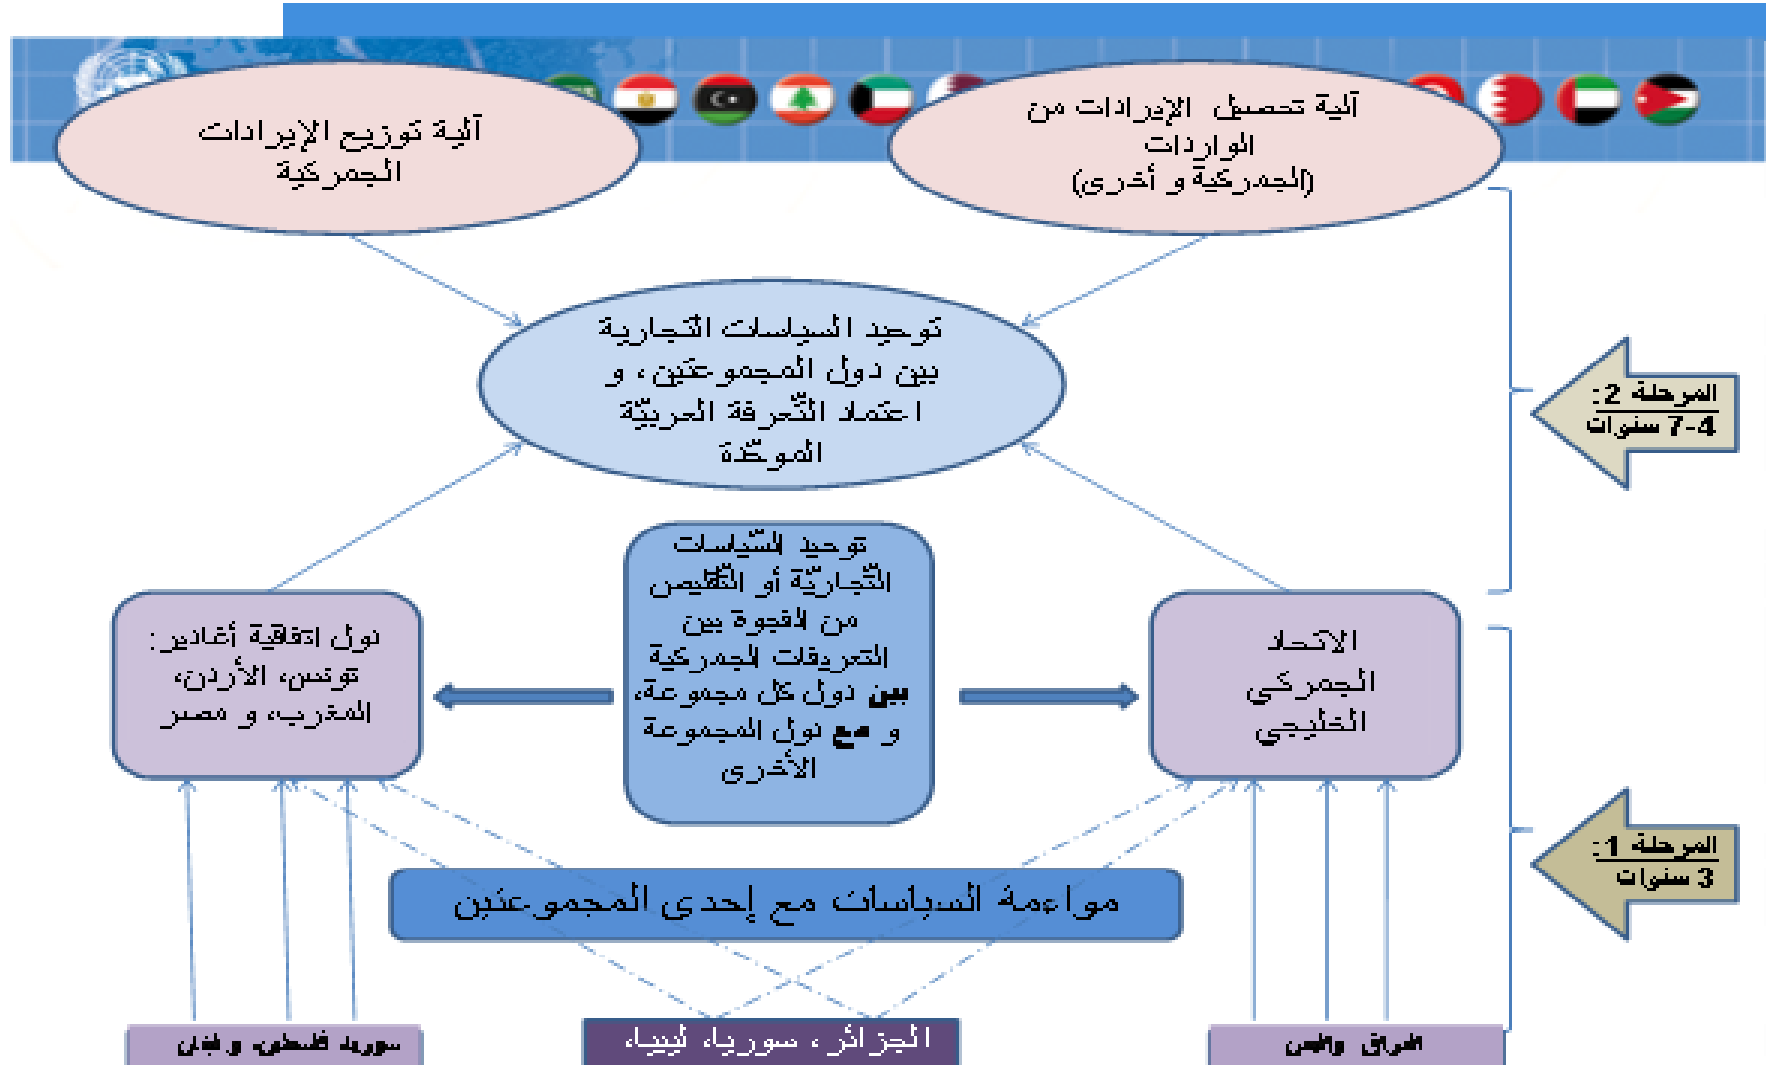 آلية توزيع الإيرادات
الجمركية
آلية تحصيل الإيرادات من
الواردات
(الجمركية و أخرى)
توحيد السياسات التجارية
بين دول المجموعتين، و
اعتماد التّعرفة العربيّة
الموحّدة
المرحلة 2:
4-7 سنوات
توحيد السّياسات
التّجاريّة أو التّقليص
من الفجوة بين
التعريفات الجمركية
بين دول كل مجموعة،
و مع دول المجموعة
الأخرى
دول اتفاقية أغادير:
تونس، الأردن،
المغرب، و مصر
الاتحاد
الجمركي
الخليجي
المرحلة 1:
3 سنوات
مواءمة السياسات مع إحدى المجموعتين
سوريا، فلسطين، و لبنان
الجزائر، سوريا، ليبيا،
العراق واليمن